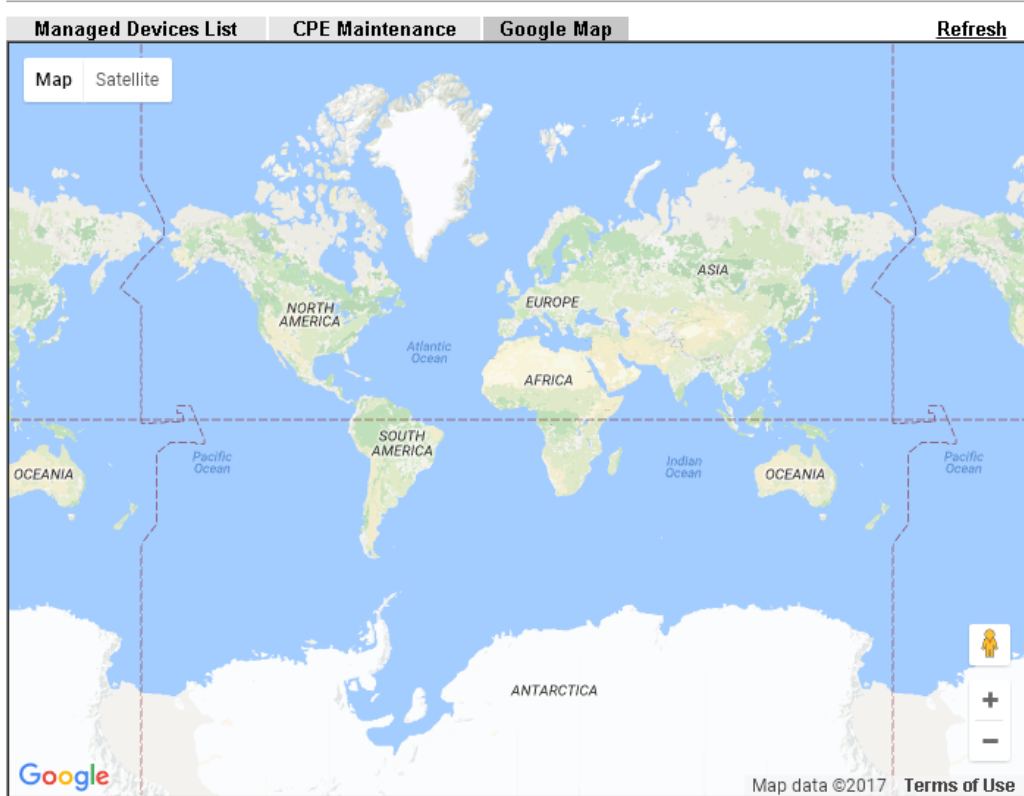 Managed Devices List
CPE Maintenance
Google Map
Refresh
Map
Satellite
ASIA
EUROPE
NORTH
AMERICA
Atlantic
Ocean
AFRICA
SOUTH
AMERICA
Pacific
Ocean
Indian
Ocean
Pacific
Ocean
OCEANIA
OCEANIA
ANTARCTICA
+
−
Google
Map data ©2017
Terms of Use